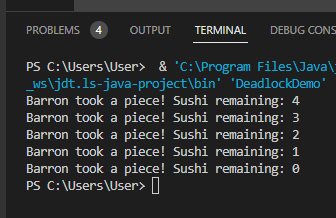 PROBLEMS 4 OUTPUT TERMINAL DEBUG CONS
PS C:\Users\User>  & 'C:\Program Files\Java\
_ws\jdt.ls-java-project\bin' 'DeadlockDemo'
Barron took a piece! Sushi remaining: 4
Barron took a piece! Sushi remaining: 3
Barron took a piece! Sushi remaining: 2
Barron took a piece! Sushi remaining: 1
Barron took a piece! Sushi remaining: 0
PS C:\Users\User>